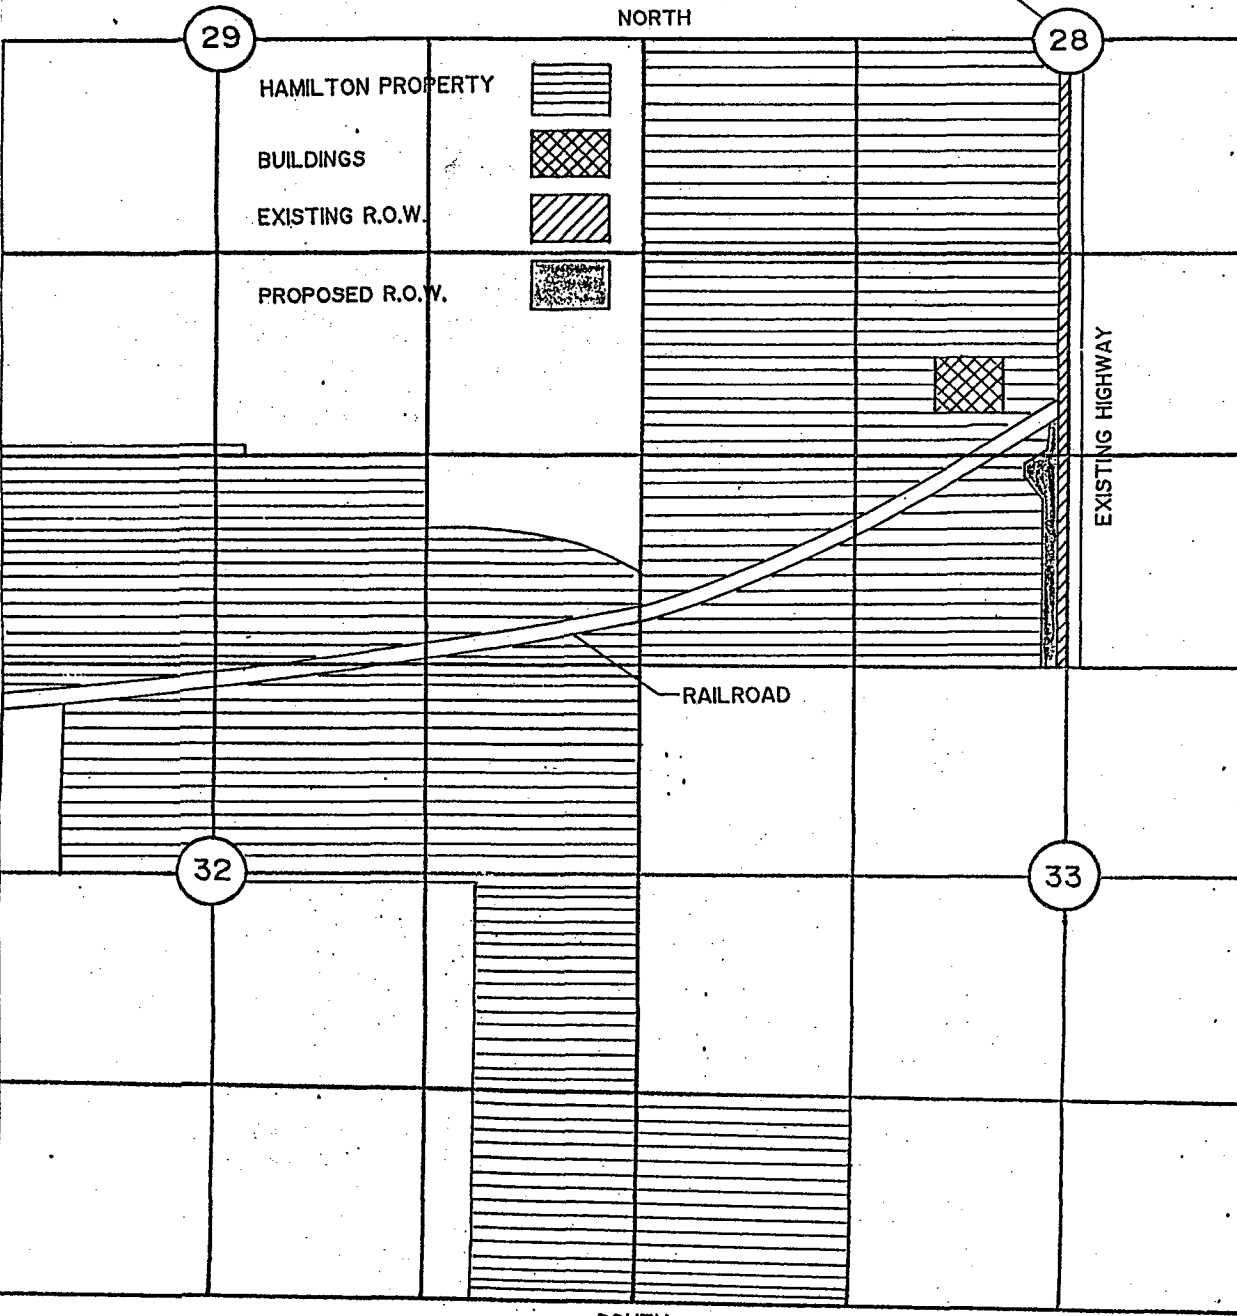 NORTH
29
28
HAMILTON PROPERTY
BUILDINGS
EXISTING R.O.W.
PROPOSED R.O.W.
EXISTING HIGHWAY
RAILROAD
32
33